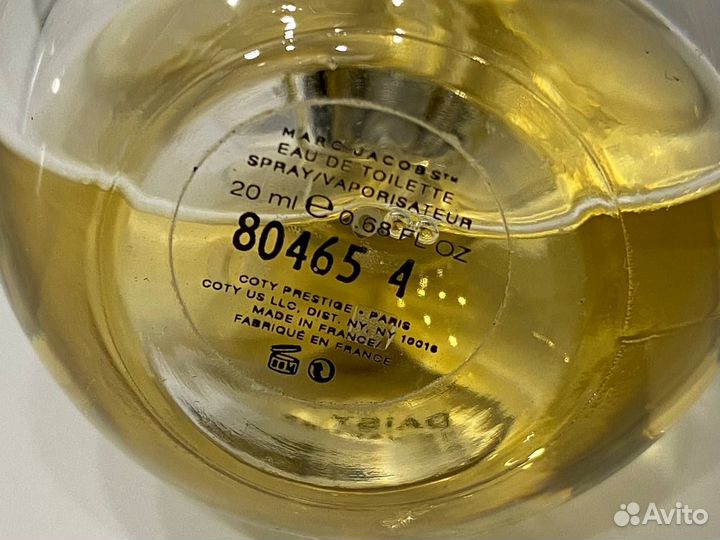 MARC JACOBS™
EAU DE TOILETTE
SPRAY/VAPORISATEUR
20 ml e 0.68 FL OZ
80465 4
COTY PRESTIGE • PARIS
COTY US LLC, DIST. NY, NY 10016
MADE IN FRANCE/
FABRIQUÉ EN FRANCE
DAISY
Avito